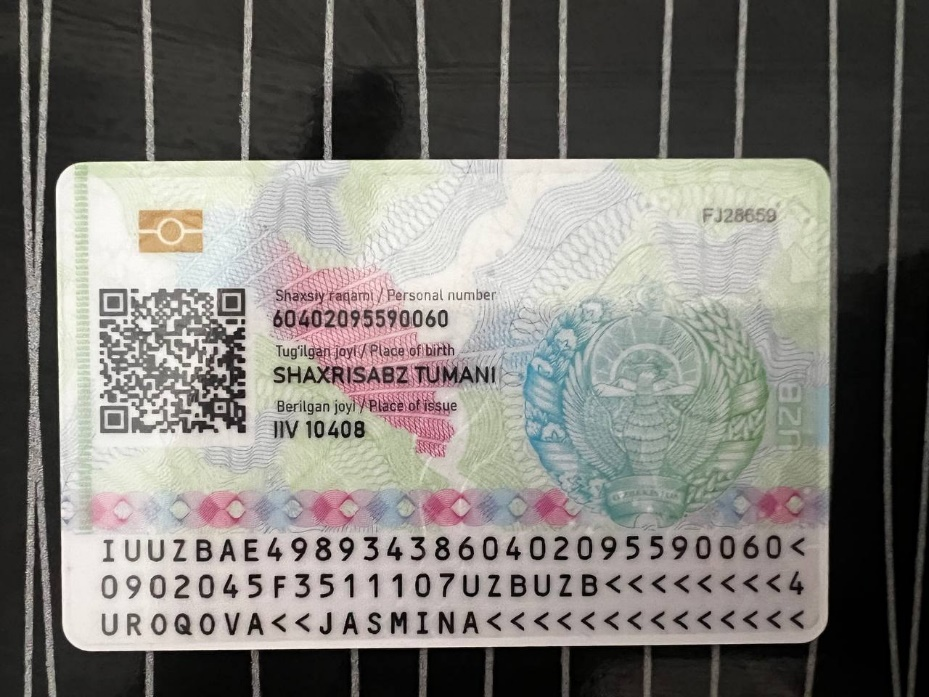 FJ28659
Shaxsiy raqami / Personal number
60402095590060
Tug'ilgan joyi / Place of birth
SHAXRISABZ TUMANI
Berilgan joyi / Place of issue
IIV 10408
UZB
IUUZBAE4989343860402095590060<
0902045F3511107UZBUZB<<<<<<<<4
UROQOVA<<JASMINA<<<<<<<<<<<<<<